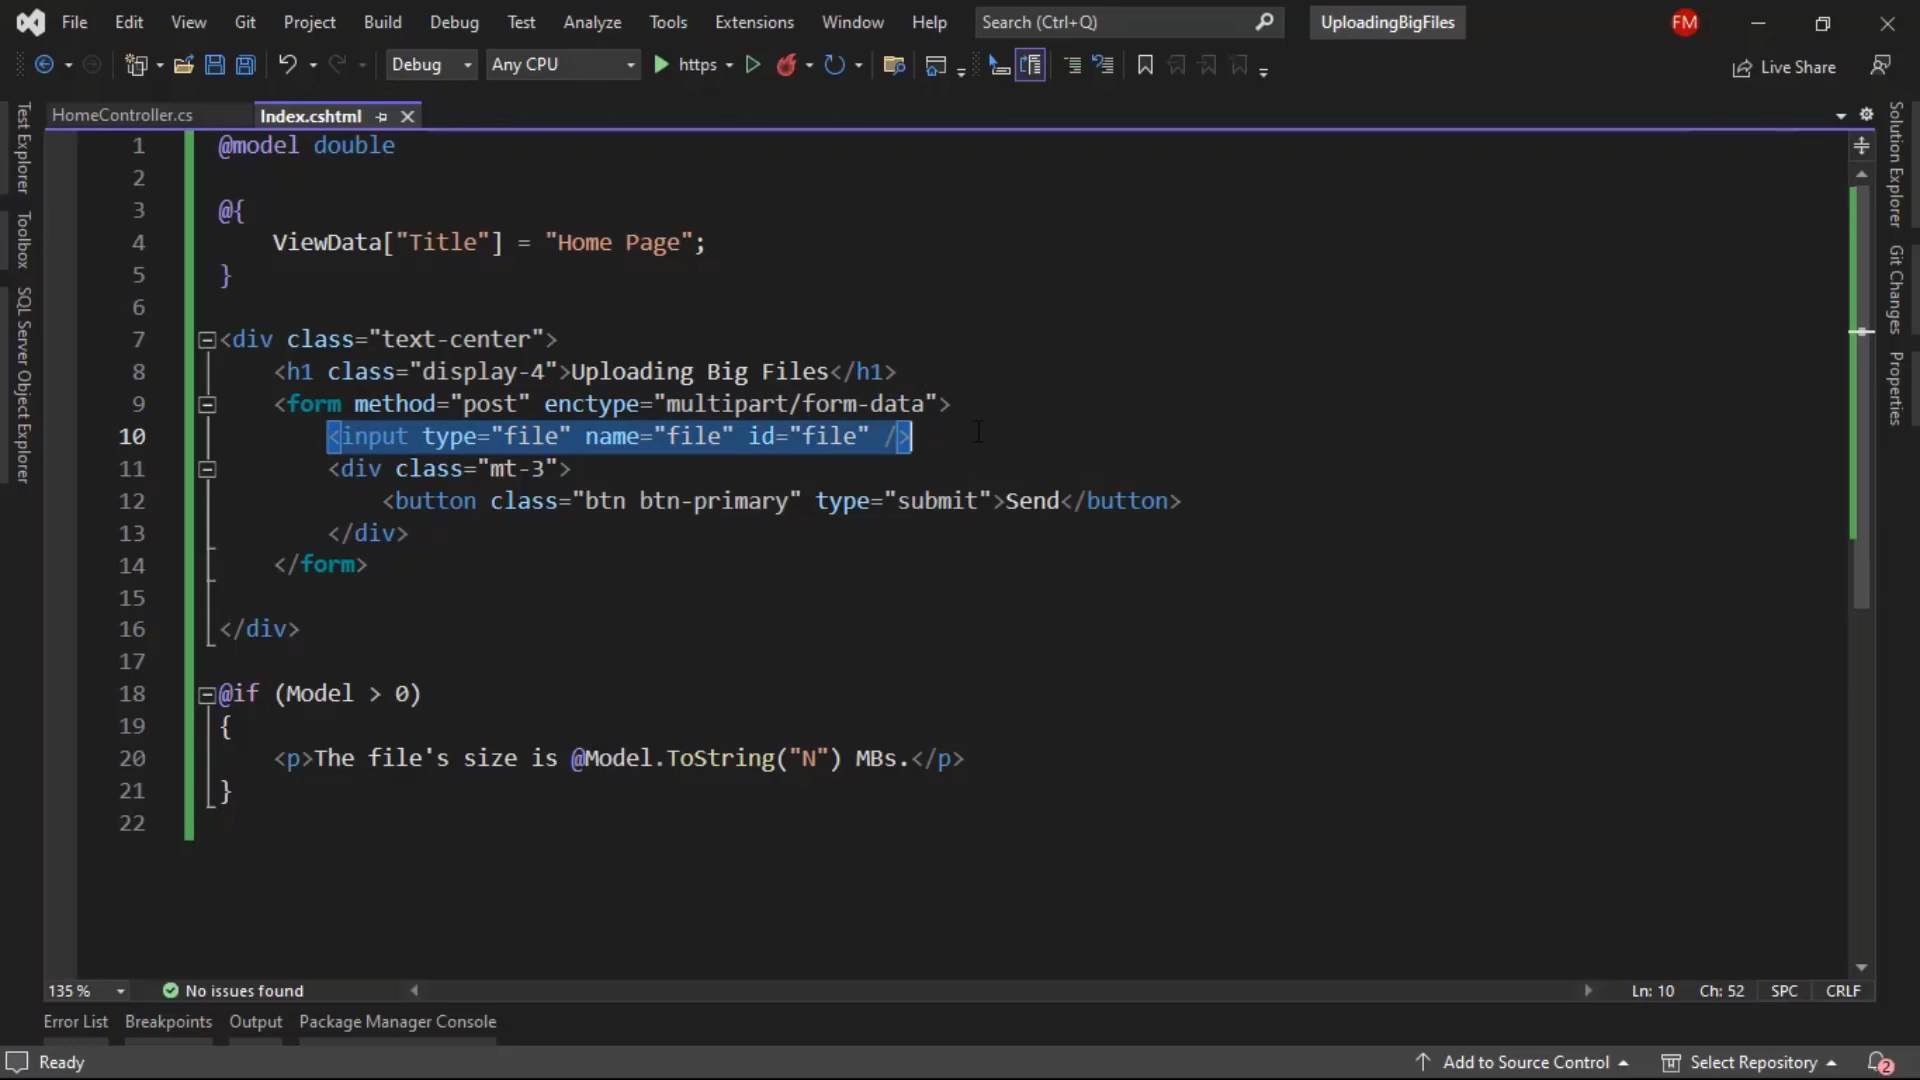 File Edit View Git Project Build Debug Test Analyze Tools Extensions Window Help Search (Ctrl+Q) UploadingBigFiles FM
Debug Any CPU https Live Share
HomeController.cs Index.cshtml
Test Explorer
Toolbox
SQL Server Object Explorer
1 @model double
2
3 @{
4 ViewData["Title"] = "Home Page";
5 }
6
7 <div class="text-center">
8 <h1 class="display-4">Uploading Big Files</h1>
9 <form method="post" enctype="multipart/form-data">
10 <input type="file" name="file" id="file" />
11 <div class="mt-3">
12 <button class="btn btn-primary" type="submit">Send</button>
13 </div>
14 </form>
15
16 </div>
17
18 @if (Model > 0)
19 {
20 <p>The file's size is @Model.ToString("N") MBs.</p>
21 }
22
Solution Explorer
Git Changes
Properties
135 % No issues found Ln: 10 Ch: 52 SPC CRLF
Error List Breakpoints Output Package Manager Console
Ready Add to Source Control Select Repository 2